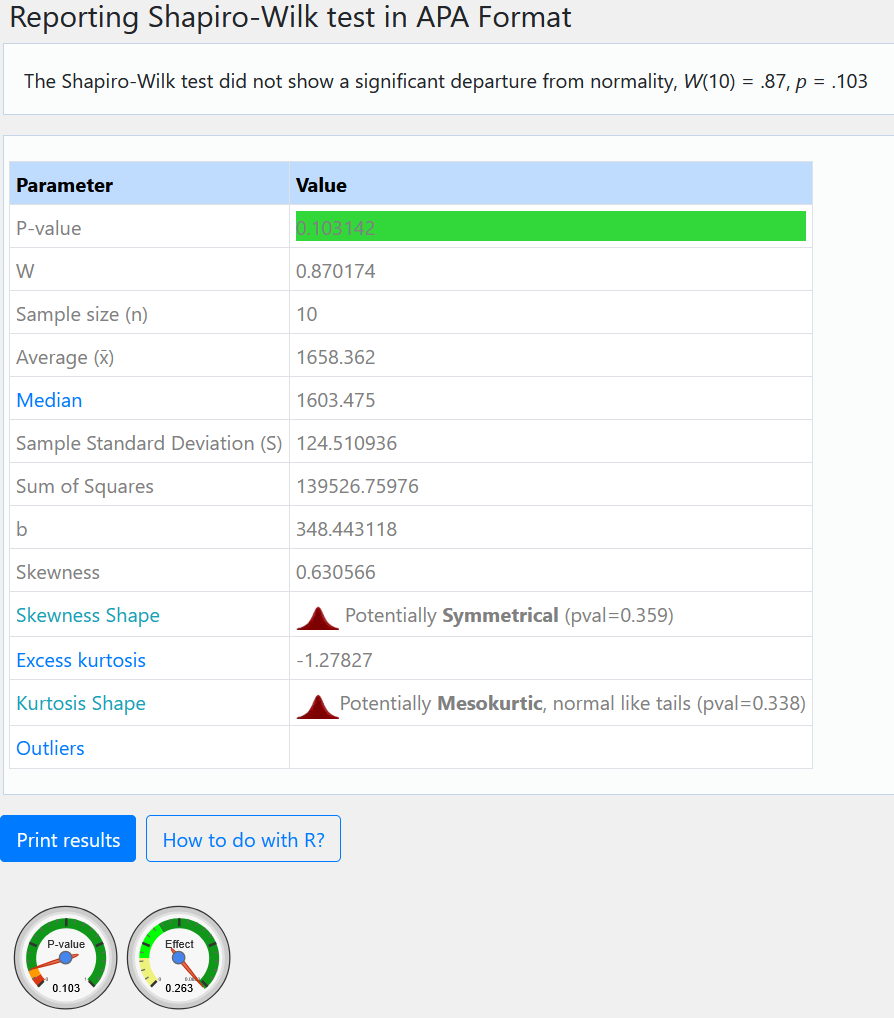 Reporting Shapiro-Wilk test in APA Format
The Shapiro-Wilk test did not show a significant departure from normality, W(10) = .87, p = .103
Parameter Value
P-value 0.103142
W 0.870174
Sample size (n) 10
Average (x̄) 1658.362
Median 1603.475
Sample Standard Deviation (S) 124.510936
Sum of Squares 139526.75976
b 348.443118
Skewness 0.630566
Skewness Shape Potentially Symmetrical (pval=0.359)
Excess kurtosis -1.27827
Kurtosis Shape Potentially Mesokurtic, normal like tails (pval=0.338)
Outliers
Print results How to do with R?
P-value Effect
0.103 0.263